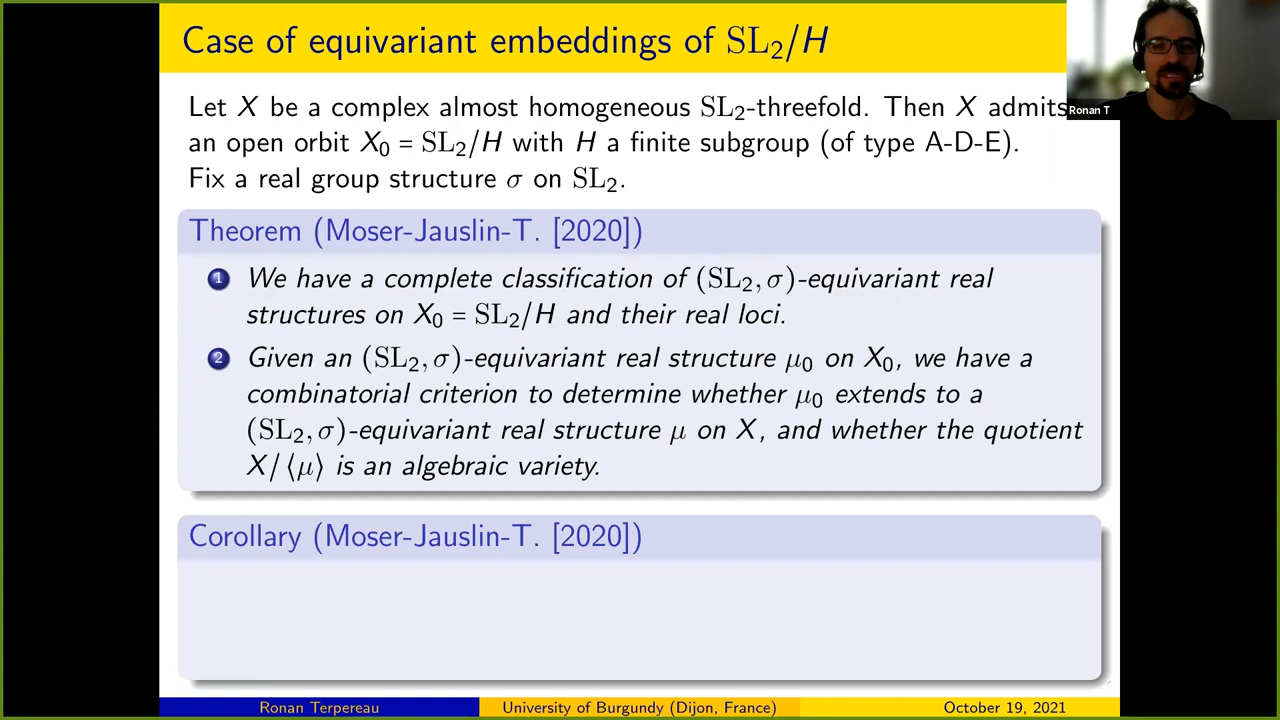 Case of equivariant embeddings of SL₂/H
Ronan T
Let X be a complex almost homogeneous SL₂-threefold. Then X admits
an open orbit X₀ = SL₂/H with H a finite subgroup (of type A-D-E).
Fix a real group structure σ on SL₂.
Theorem (Moser-Jauslin-T. [2020])
1 We have a complete classification of (SL₂, σ)-equivariant real
structures on X₀ = SL₂/H and their real loci.
2 Given an (SL₂, σ)-equivariant real structure μ₀ on X₀, we have a
combinatorial criterion to determine whether μ₀ extends to a
(SL₂, σ)-equivariant real structure μ on X, and whether the quotient
X/⟨μ⟩ is an algebraic variety.
Corollary (Moser-Jauslin-T. [2020])
Ronan Terpereau University of Burgundy (Dijon, France) October 19, 2021